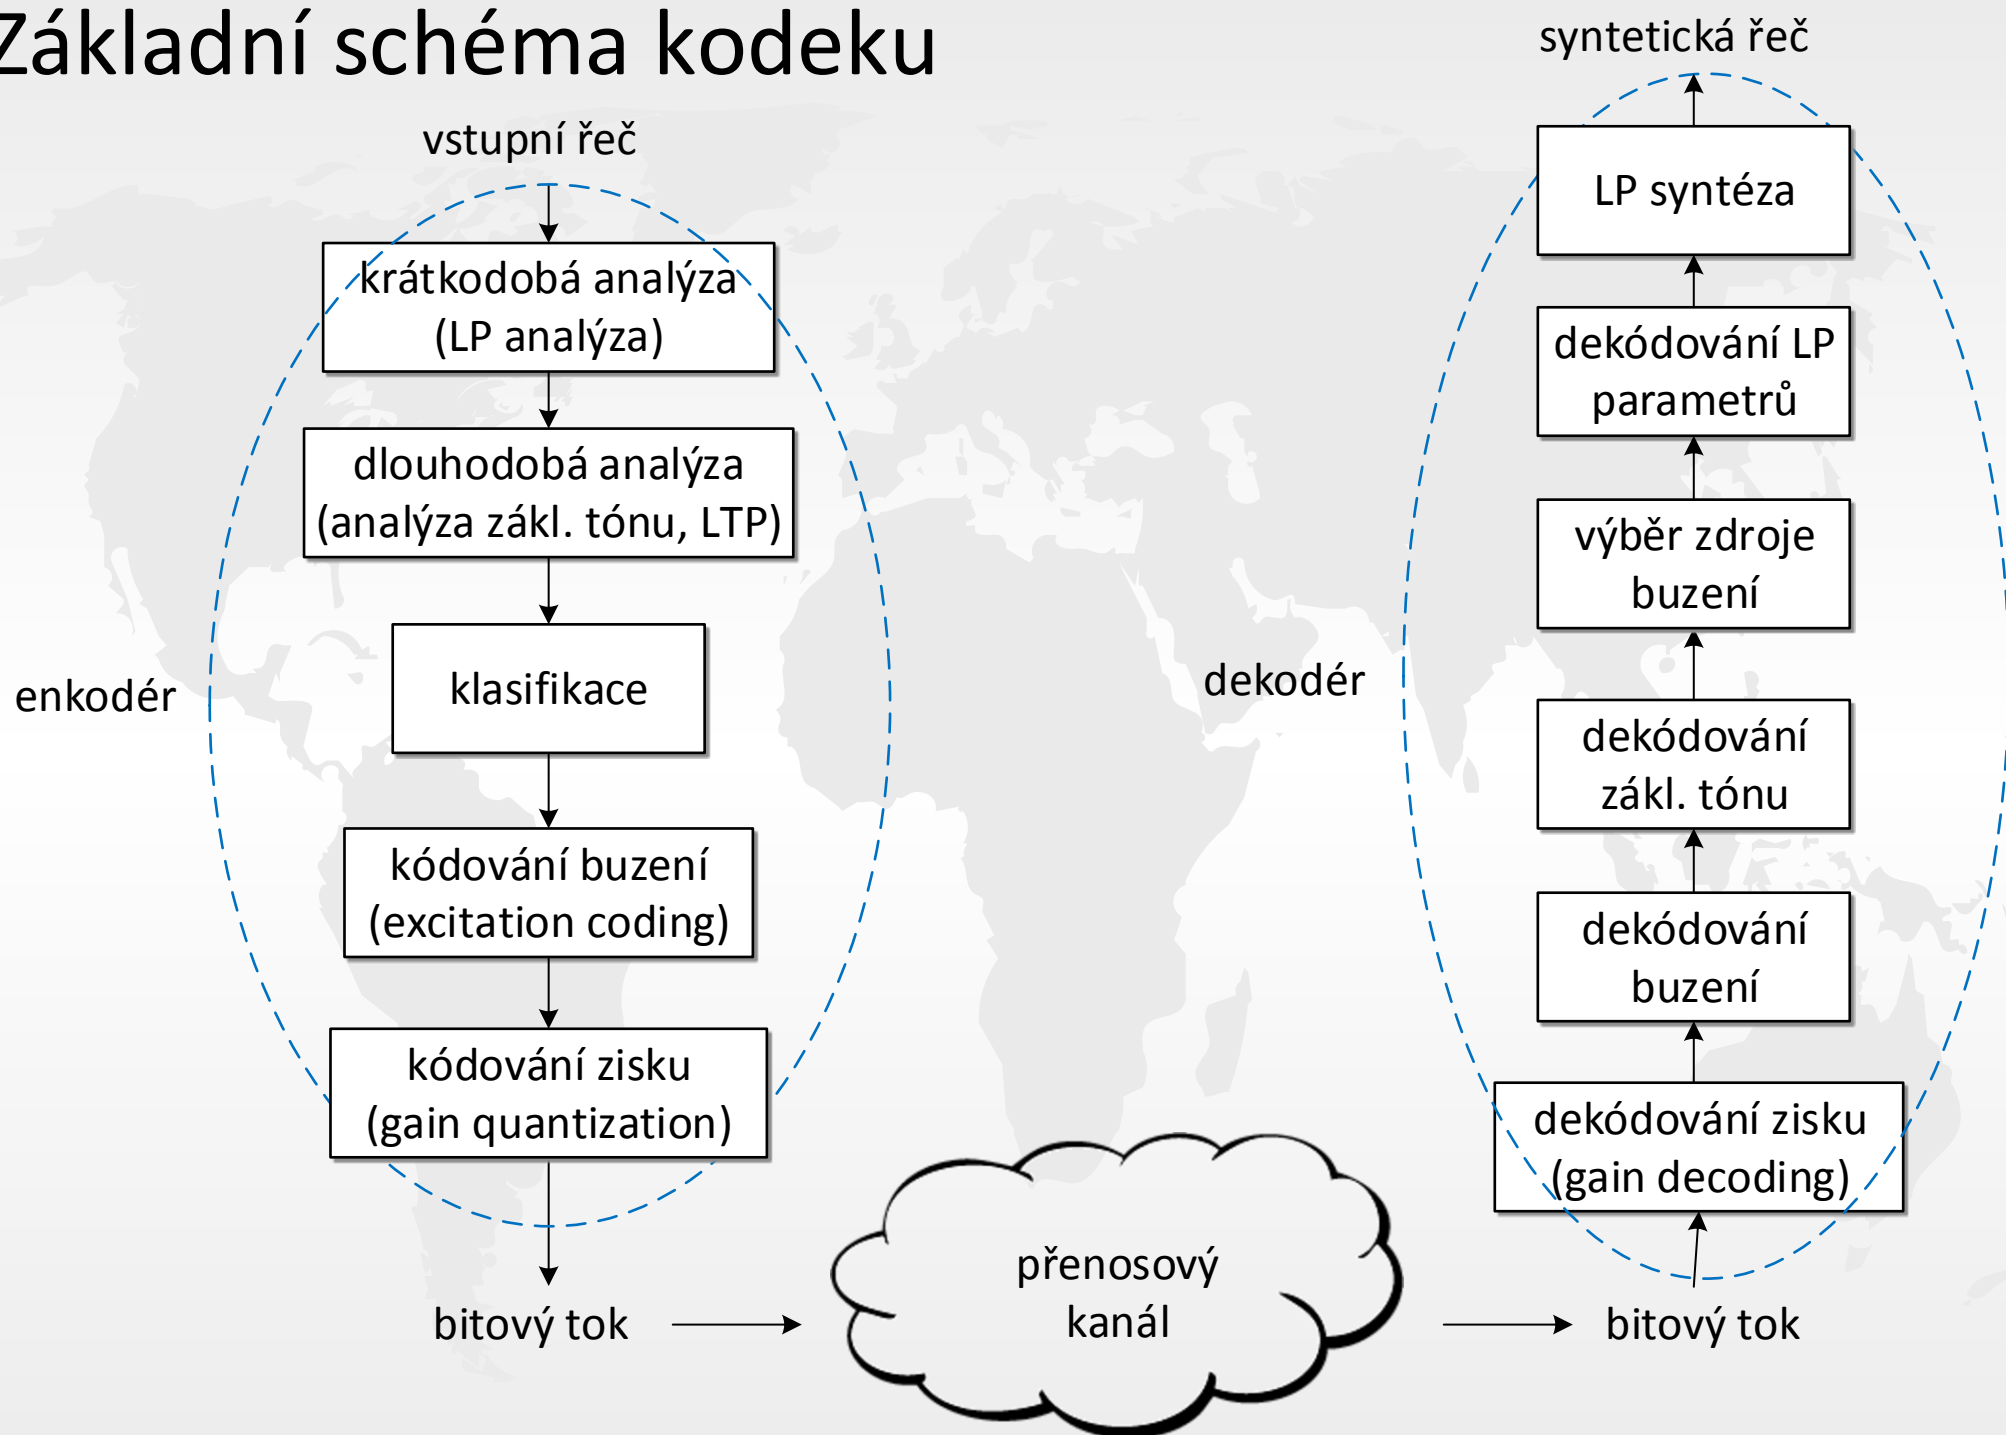 Základní schéma kodeku
vstupní řeč
krátkodobá analýza
(LP analýza)
dlouhodobá analýza
(analýza zákl. tónu, LTP)
klasifikace
enkodér
kódování buzení
(excitation coding)
kódování zisku
(gain quantization)
bitový tok
přenosový
kanál
syntetická řeč
LP syntéza
dekódování LP
parametrů
výběr zdroje
buzení
dekodér
dekódování
zákl. tónu
dekódování
buzení
dekódování zisku
(gain decoding)
bitový tok